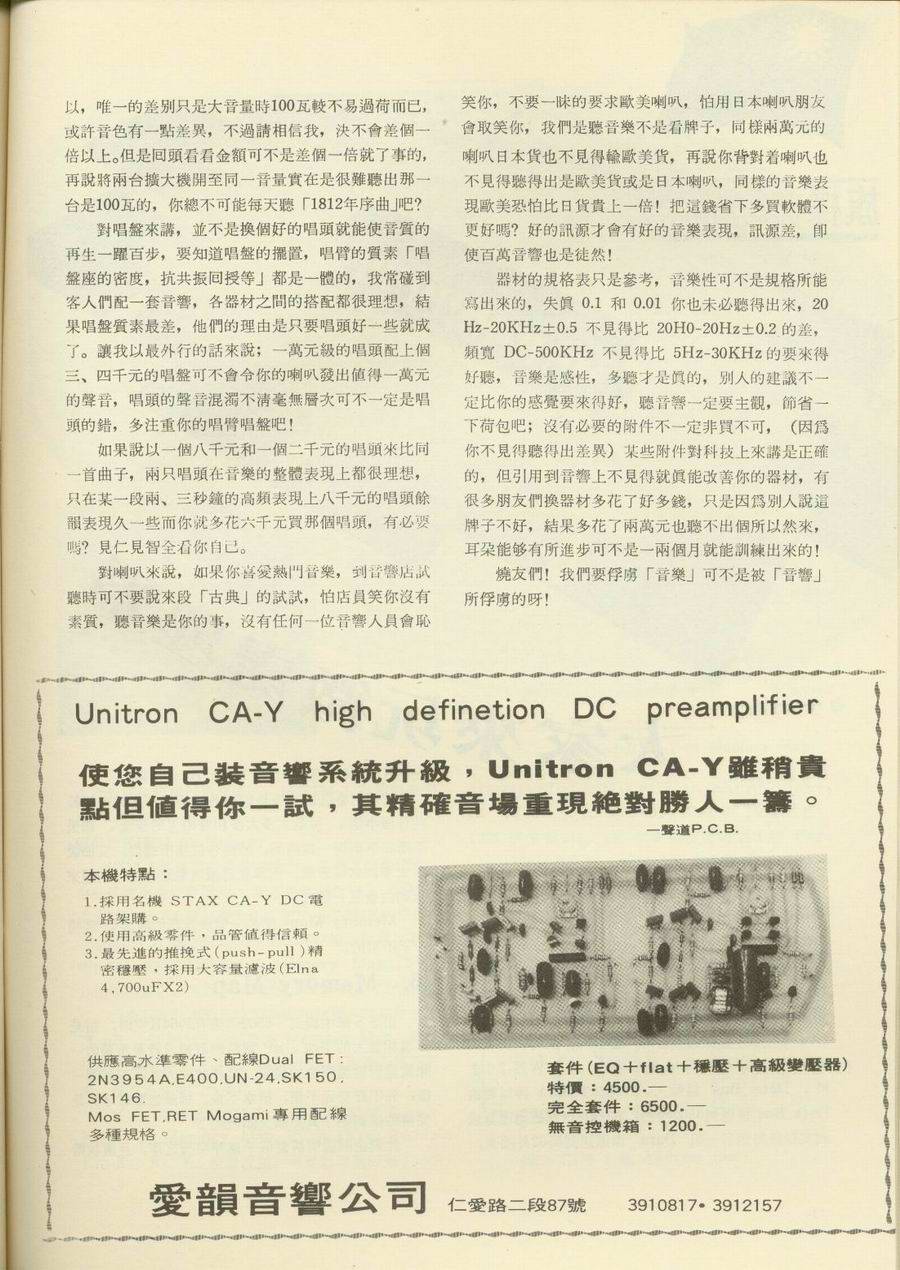 以，唯一的差別只是大音量時100瓦較不易過荷而已，
或許音色有一點差異，不過請相信我，決不會差個一
倍以上。但是囘頭看看金額可不是差個一倍就了事的，
再說將兩台擴大機開至同一音量實在是很難聽出那一
台是100瓦的，你總不可能每天聽「1812年序曲」吧？
對唱盤來講，並不是換個好的唱頭就能使音質的
再生一躍百步，要知道唱盤的擺置，唱臂的質素「唱
盤座的密度，抗共振囘授等」都是一體的，我常碰到
客人們配一套音響，各器材之間的搭配都很理想，結
果唱盤質素最差，他們的理由是只要唱頭好一些就成
了。讓我以最外行的話來說；一萬元級的唱頭配上個
三、四千元的唱盤可不會令你的喇叭發出值得一萬元
的聲音，唱頭的聲音混濁不清毫無層次可不一定是唱
頭的錯，多注重你的唱臂唱盤吧！
如果說以一個八千元和一個二千元的唱頭來比同
一首曲子，兩只唱頭在音樂的整體表現上都很理想，
只在某一段兩、三秒鐘的高頻表現上八千元的唱頭餘
韻表現久一些而你就多花六千元買那個唱頭，有必要
嗎？見仁見智全看你自己。
對喇叭來說，如果你喜愛熱門音樂，到音響店試
聽時可不要說來段「古典」的試試，怕店員笑你沒有
素質，聽音樂是你的事，沒有任何一位音響人員會恥
笑你，不要一味的要求歐美喇叭，怕用日本喇叭朋友
會取笑你，我們是聽音樂不是看牌子，同樣兩萬元的
喇叭日本貨也不見得輸歐美貨，再說你背對着喇叭也
不見得聽得出是歐美貨或是日本喇叭，同樣的音樂表
現歐美恐怕比日貨貴上一倍！把這錢省下多買軟體不
更好嗎？好的訊源才會有好的音樂表現，訊源差，卽
使百萬音響也是徒然！
器材的規格表只是參考，音樂性可不是規格所能
寫出來的，失眞 0.1 和 0.01 你也未必聽得出來，20
Hz-20KHz±0.5 不見得比 20H0-20Hz±0.2 的差，
頻寬 DC-500KHz 不見得比 5Hz-30KHz 的要來得
好聽，音樂是感性，多聽才是眞的，別人的建議不一
定比你的感覺要來得好，聽音響一定要主觀，節省一
下荷包吧；沒有必要的附件不一定非買不可，（因爲
你不見得聽得出差異）某些附件對科技上來講是正確
的，但引用到音響上不見得就眞能改善你的器材，有
很多朋友們換器材多花了好多錢，只是因爲別人說這
牌子不好，結果多花了兩萬元也聽不出個所以然來，
耳朶能够有所進步可不是一兩個月就能訓練出來的！
燒友們！我們要俘虜「音樂」可不是被「音響」
所俘虜的呀！
Unitron CA-Y high definetion DC preamplifier
使您自己裝音響系統升級，Unitron CA-Y雖稍貴
點但值得你一試，其精確音場重現絕對勝人一籌。
一聲道P.C.B.
本機特點：
1.採用名機 STAX CA-Y DC 電
路架購。
2.使用高級零件，品管値得信賴。
3.最先進的推挽式(push-pull)精
密穩壓，採用大容量濾波(Elna
4,700uFX2)
供應高水準零件、配線Dual FET：
2N3954A,E400,UN-24,SK150,
SK146.
Mos FET,RET Mogami專用配線
多種規格。
套件(EQ＋flat＋穩壓＋高級變壓器)
特價：4500.—
完全套件：6500.—
無音控機箱：1200.—
愛韻音響公司 仁愛路二段87號 3910817• 3912157